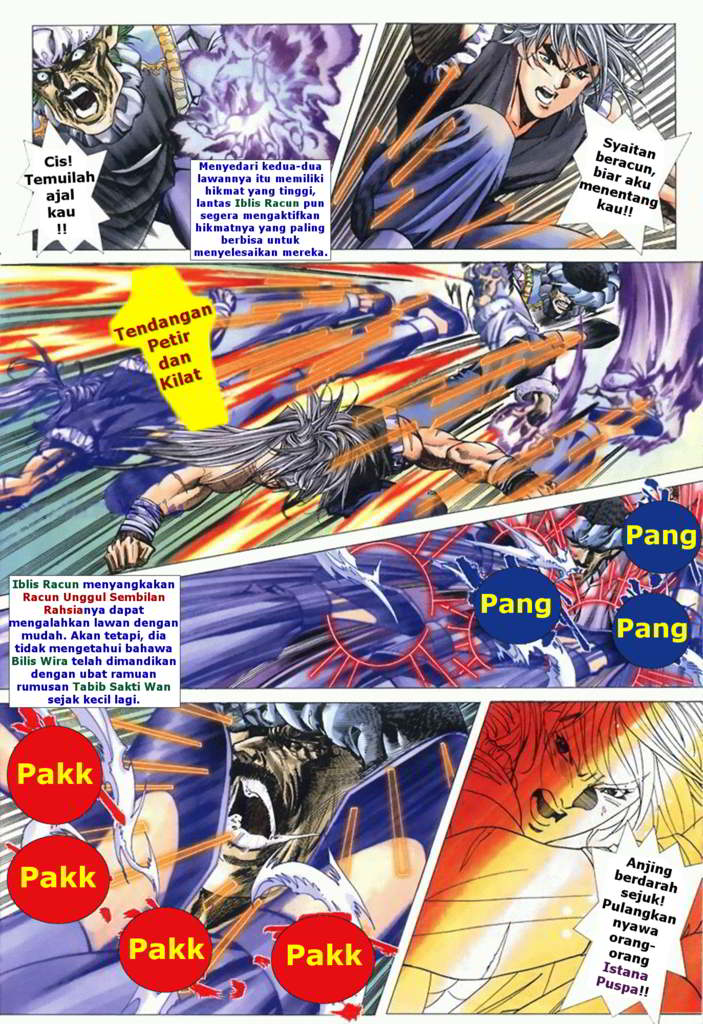 Cis!
Temuilah
ajal
kau
!!
Menyedari kedua-dua
lawannya itu memiliki
hikmat yang tinggi,
lantas Iblis Racun pun
segera mengaktifkan
hikmatnya yang paling
berbisa untuk
menyelesaikan mereka.
Syaitan
beracun,
biar aku
menentang
kau!!
Tendangan
Petir
dan
Kilat
Pang
Pang
Pang
Iblis Racun menyangkakan
Racun Unggul Sembilan
Rahsianya dapat
mengalahkan lawan dengan
mudah. Akan tetapi, dia
tidak mengetahui bahawa
Bilis Wira telah dimandikan
dengan ubat ramuan
rumusan Tabib Sakti Wan
sejak kecil lagi.
Pakk
Pakk
Pakk
Pakk
Anjing
berdarah
sejuk!
Pulangkan
nyawa
orang-
orang
Istana
Puspa!!